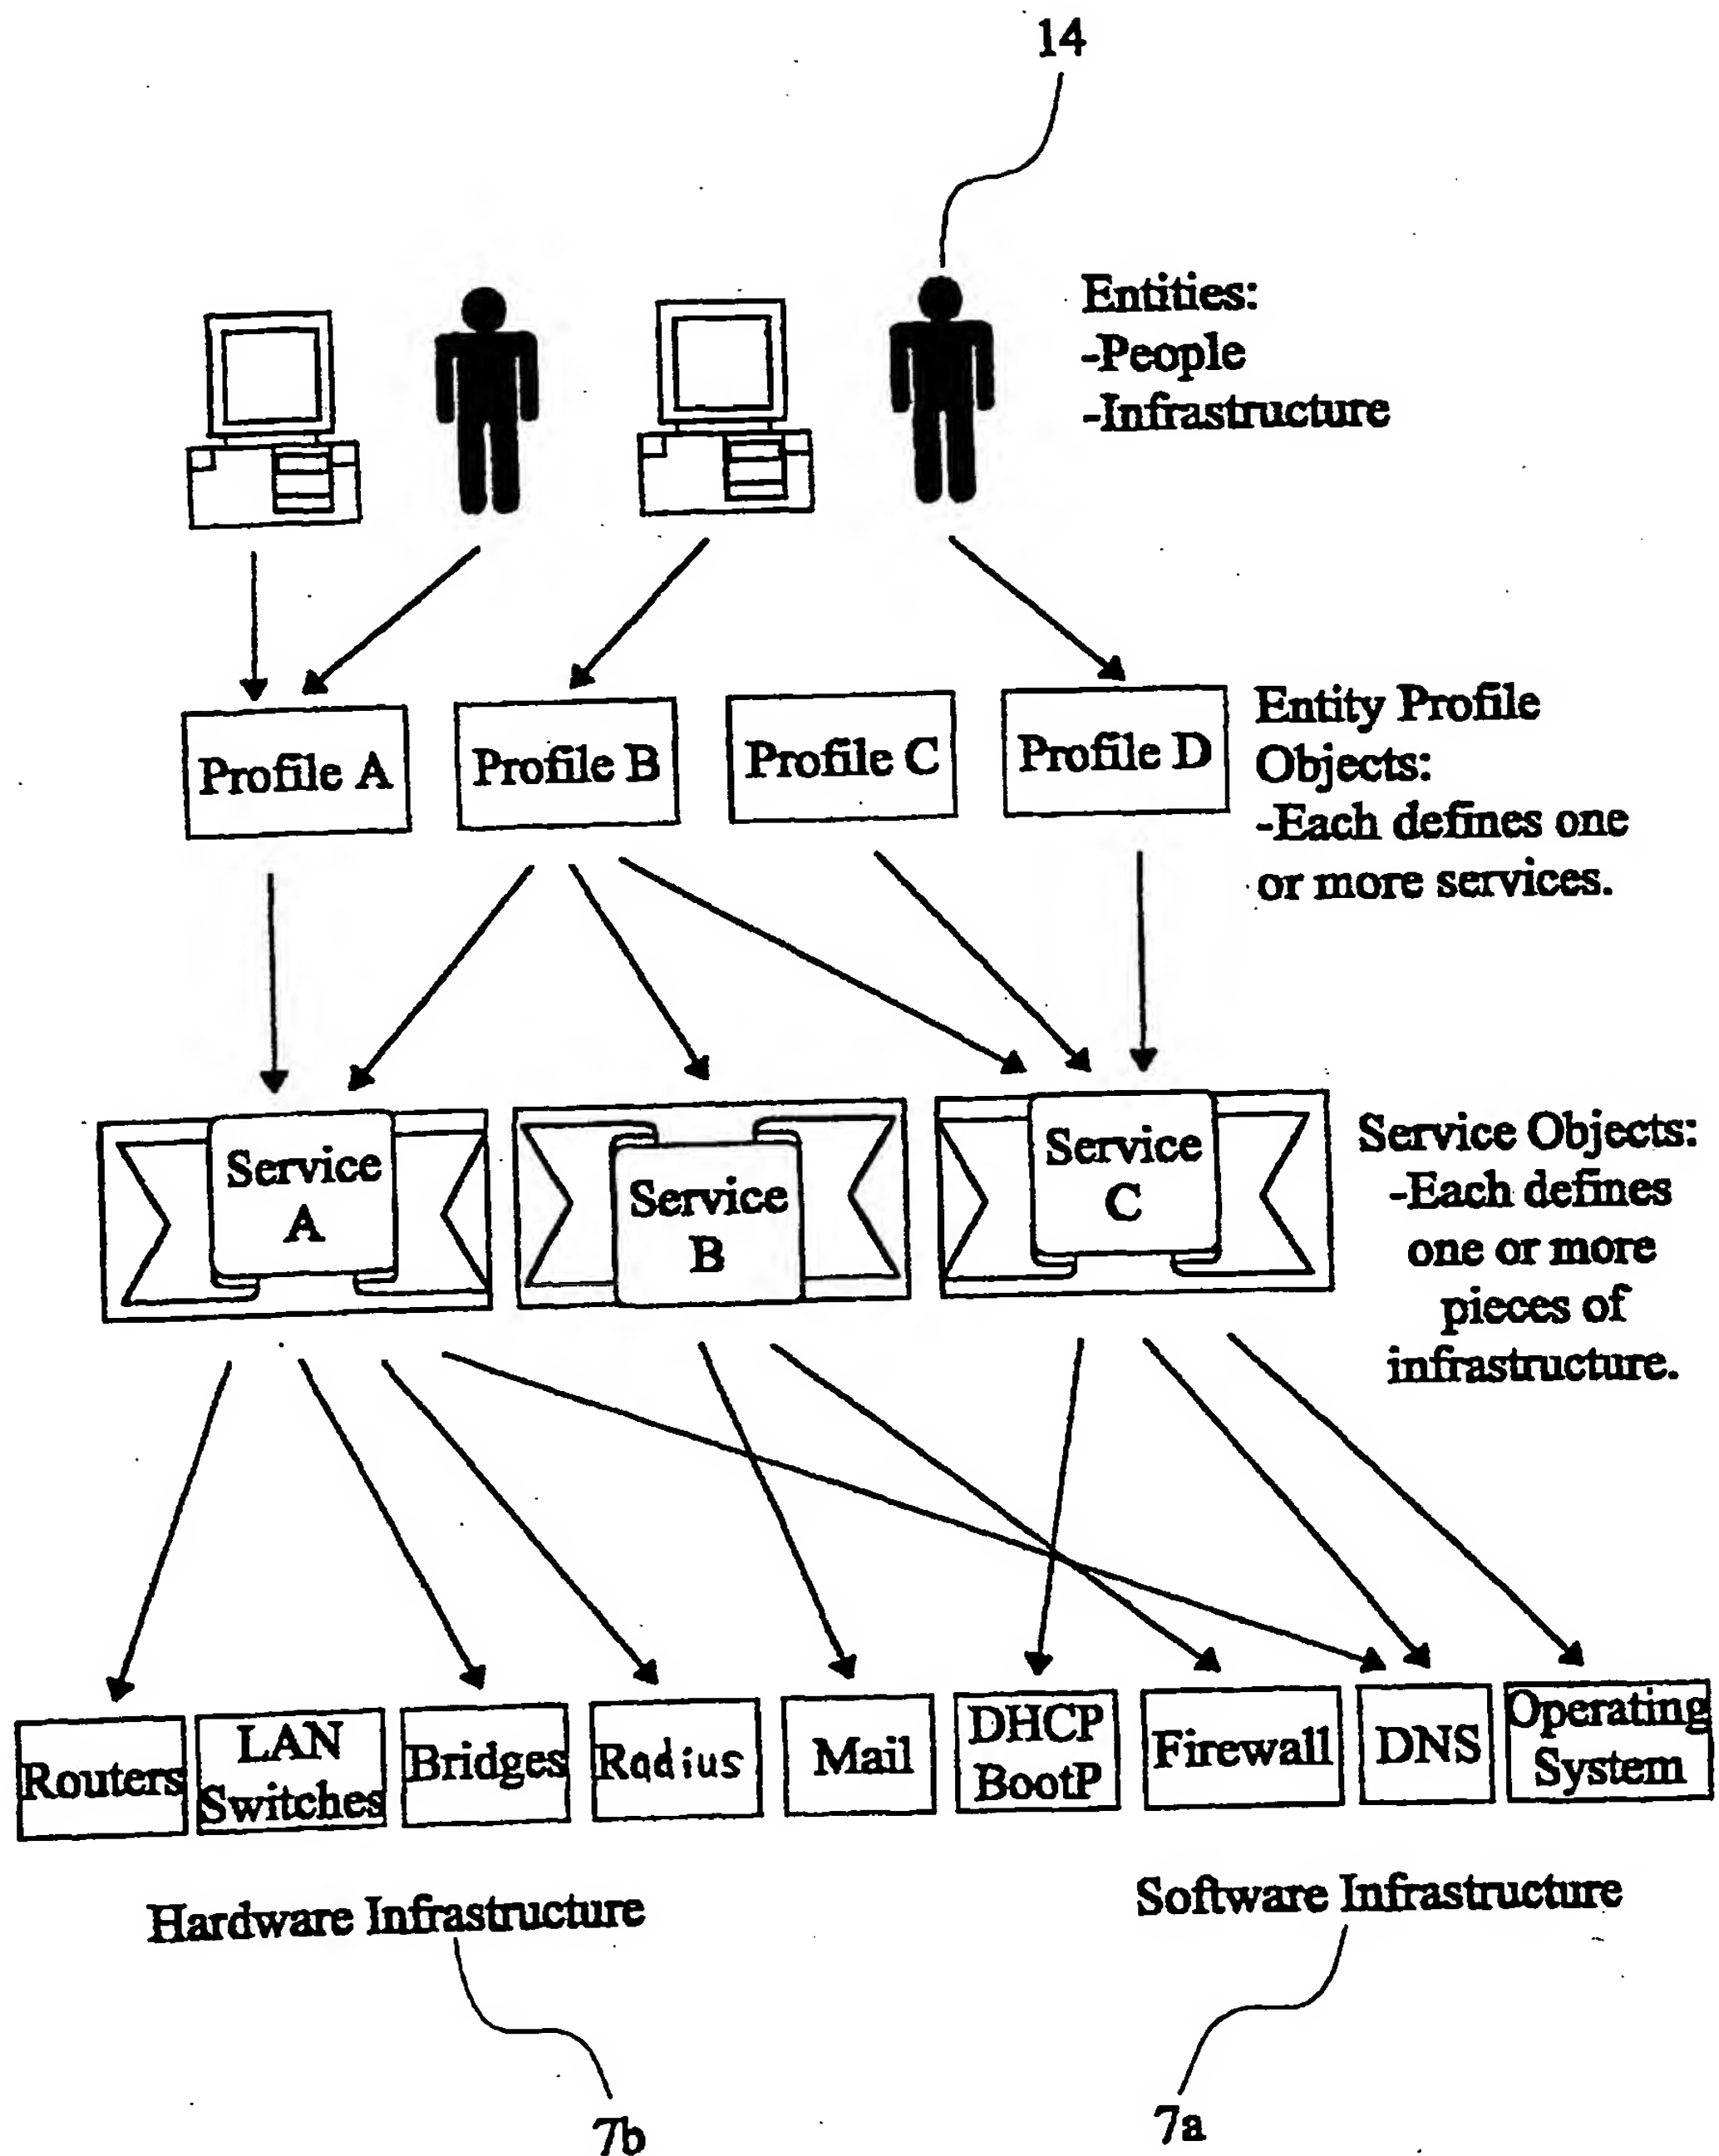 14
Entities:
-People
-Infrastructure
Profile A
Profile B
Profile C
Profile D
Entity Profile
Objects:
-Each defines one
or more services.
Service
A
Service
B
Service
C
Service Objects:
-Each defines
one or more
pieces of
infrastructure.
Routers
LAN
Switches
Bridges
Radius
Mail
DHCP
BootP
Firewall
DNS
Operating
System
Hardware Infrastructure
Software Infrastructure
7b
7a